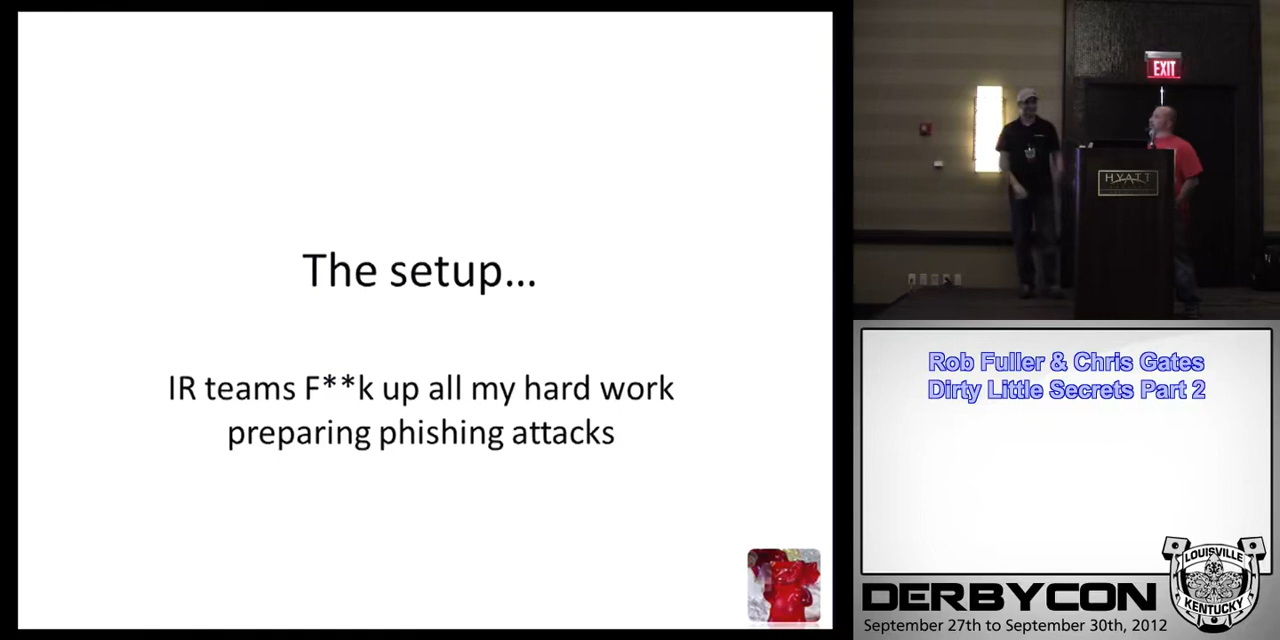 The setup...
IR teams F**k up all my hard work
preparing phishing attacks
EXIT
HYATT
Rob Fuller & Chris Gates
Dirty Little Secrets Part 2
LOUISVILLE
KENTUCKY
DERBYCON
September 27th to September 30th, 2012